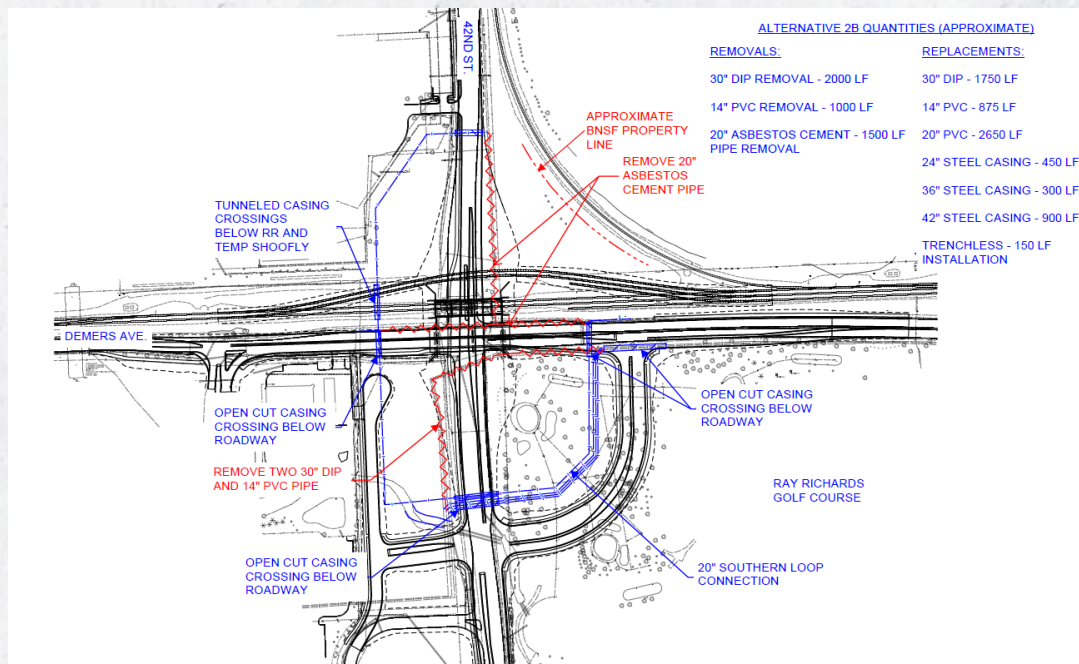 42ND ST.
ALTERNATIVE 2B QUANTITIES (APPROXIMATE)
REMOVALS:
30" DIP REMOVAL - 2000 LF
14" PVC REMOVAL - 1000 LF
20" ASBESTOS CEMENT - 1500 LF
PIPE REMOVAL
REPLACEMENTS:
30" DIP - 1750 LF
14" PVC - 875 LF
20" PVC - 2650 LF
24" STEEL CASING - 450 LF
36" STEEL CASING - 300 LF
42" STEEL CASING - 900 LF
TRENCHLESS - 150 LF
INSTALLATION
APPROXIMATE
BNSF PROPERTY
LINE
REMOVE 20"
ASBESTOS
CEMENT PIPE
TUNNELED CASING
CROSSINGS
BELOW RR AND
TEMP SHOOFLY
DEMERS AVE.
OPEN CUT CASING
CROSSING BELOW
ROADWAY
OPEN CUT CASING
CROSSING BELOW
ROADWAY
REMOVE TWO 30" DIP
AND 14" PVC PIPE
RAY RICHARDS
GOLF COURSE
OPEN CUT CASING
CROSSING BELOW
ROADWAY
20" SOUTHERN LOOP
CONNECTION